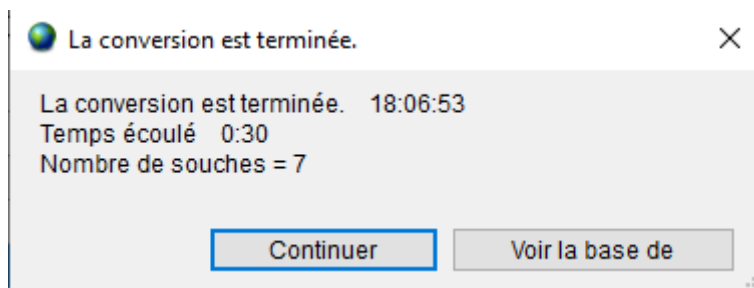 La conversion est terminée.
La conversion est terminée. 18:06:53
Temps écoulé 0:30
Nombre de souches = 7
Continuer Voir la base de